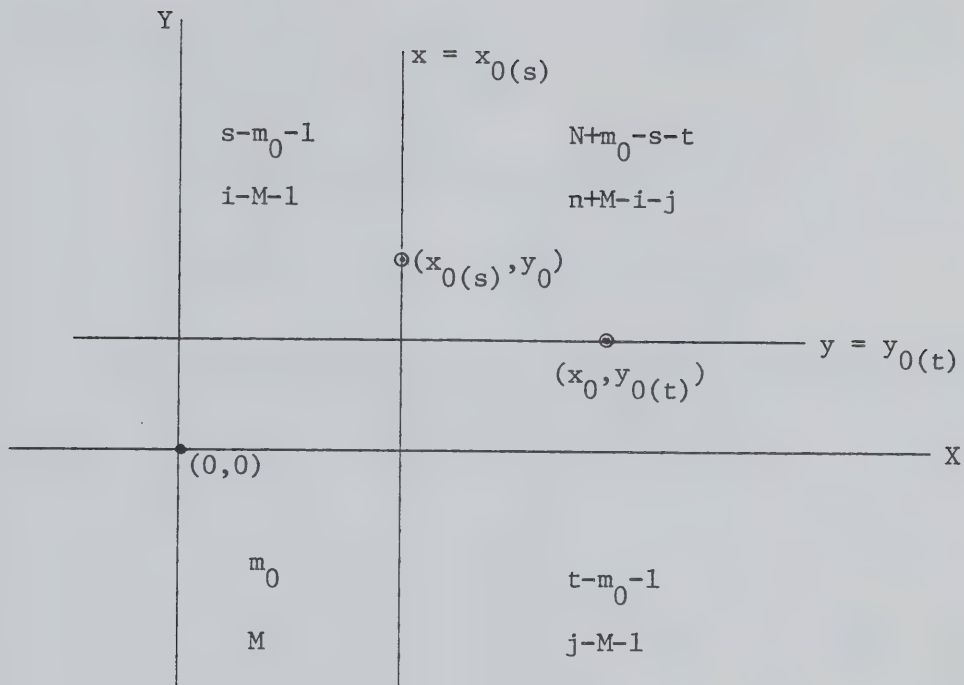 Y
x = x₀₍ₛ₎
s-m₀-1
N+m₀-s-t
i-M-1
n+M-i-j
(x₀₍ₛ₎,y₀)
y = y₀₍ₜ₎
(x₀,y₀₍ₜ₎)
(0,0)
X
m₀
t-m₀-1
M
j-M-1